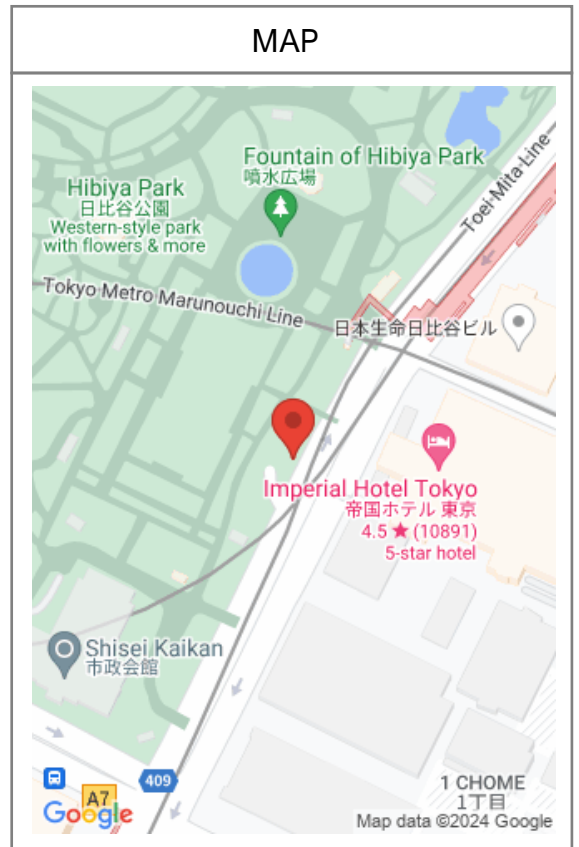 MAP
Fountain of Hibiya Park
噴水広場
Toei-Mita-Line
Hibiya Park
日比谷公園
Western-style park
with flowers & more
Tokyo Metro Marunouchi Line
日本生命日比谷ビル
Imperial Hotel Tokyo
帝国ホテル 東京
4.5 ★ (10891)
5-star hotel
Shisei Kaikan
市政会館
409
A7
1 CHOME
1丁目
Google
Map data ©2024 Google